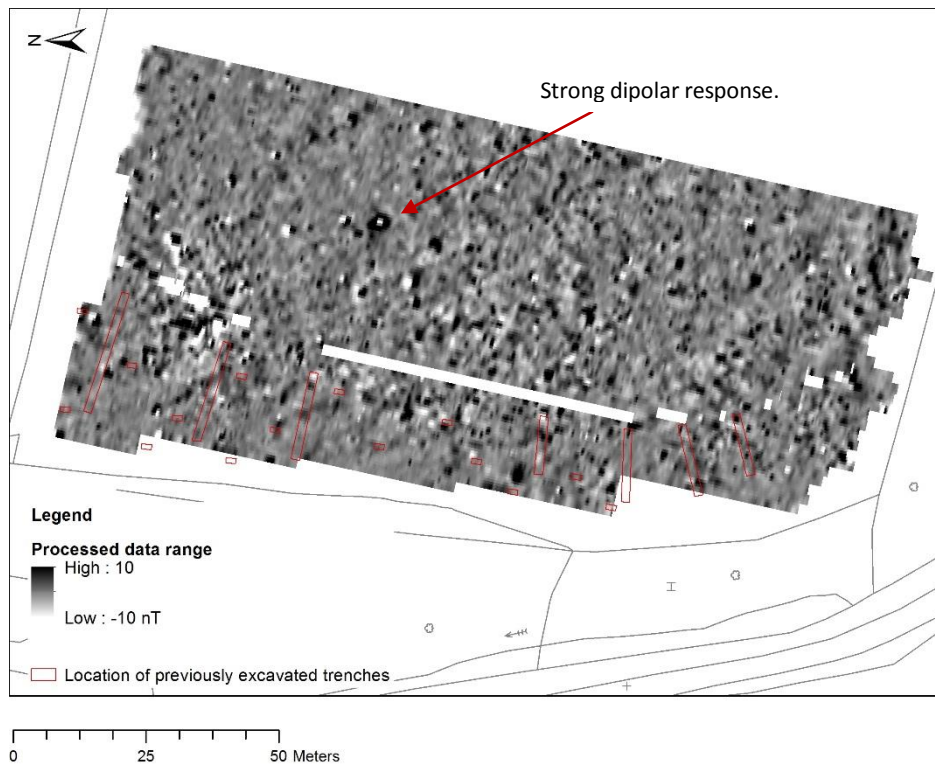 N
Strong dipolar response.
Legend
Processed data range
High : 10
Low : -10 nT
Location of previously excavated trenches
0 25 50 Meters